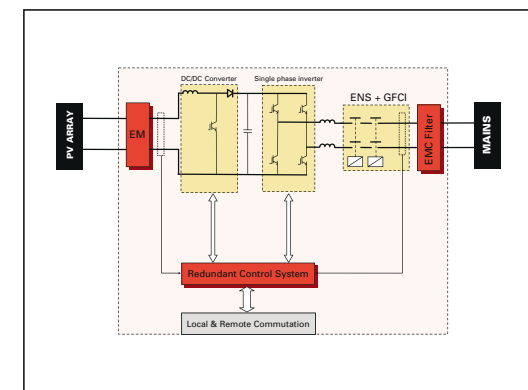 DC/DC Converter
Single phase inverter
ENS + GFCI
PV ARRAY
EM
EMC Filter
MAINS
Redundant Control System
Local & Remote Commutation